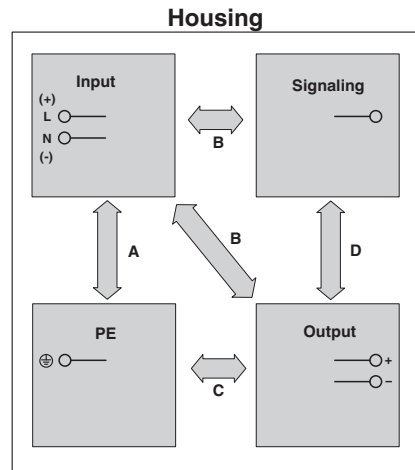 Housing
Input
Signaling
(+)
L
N
(-)
B
A
B
D
PE
Output
+
−
C